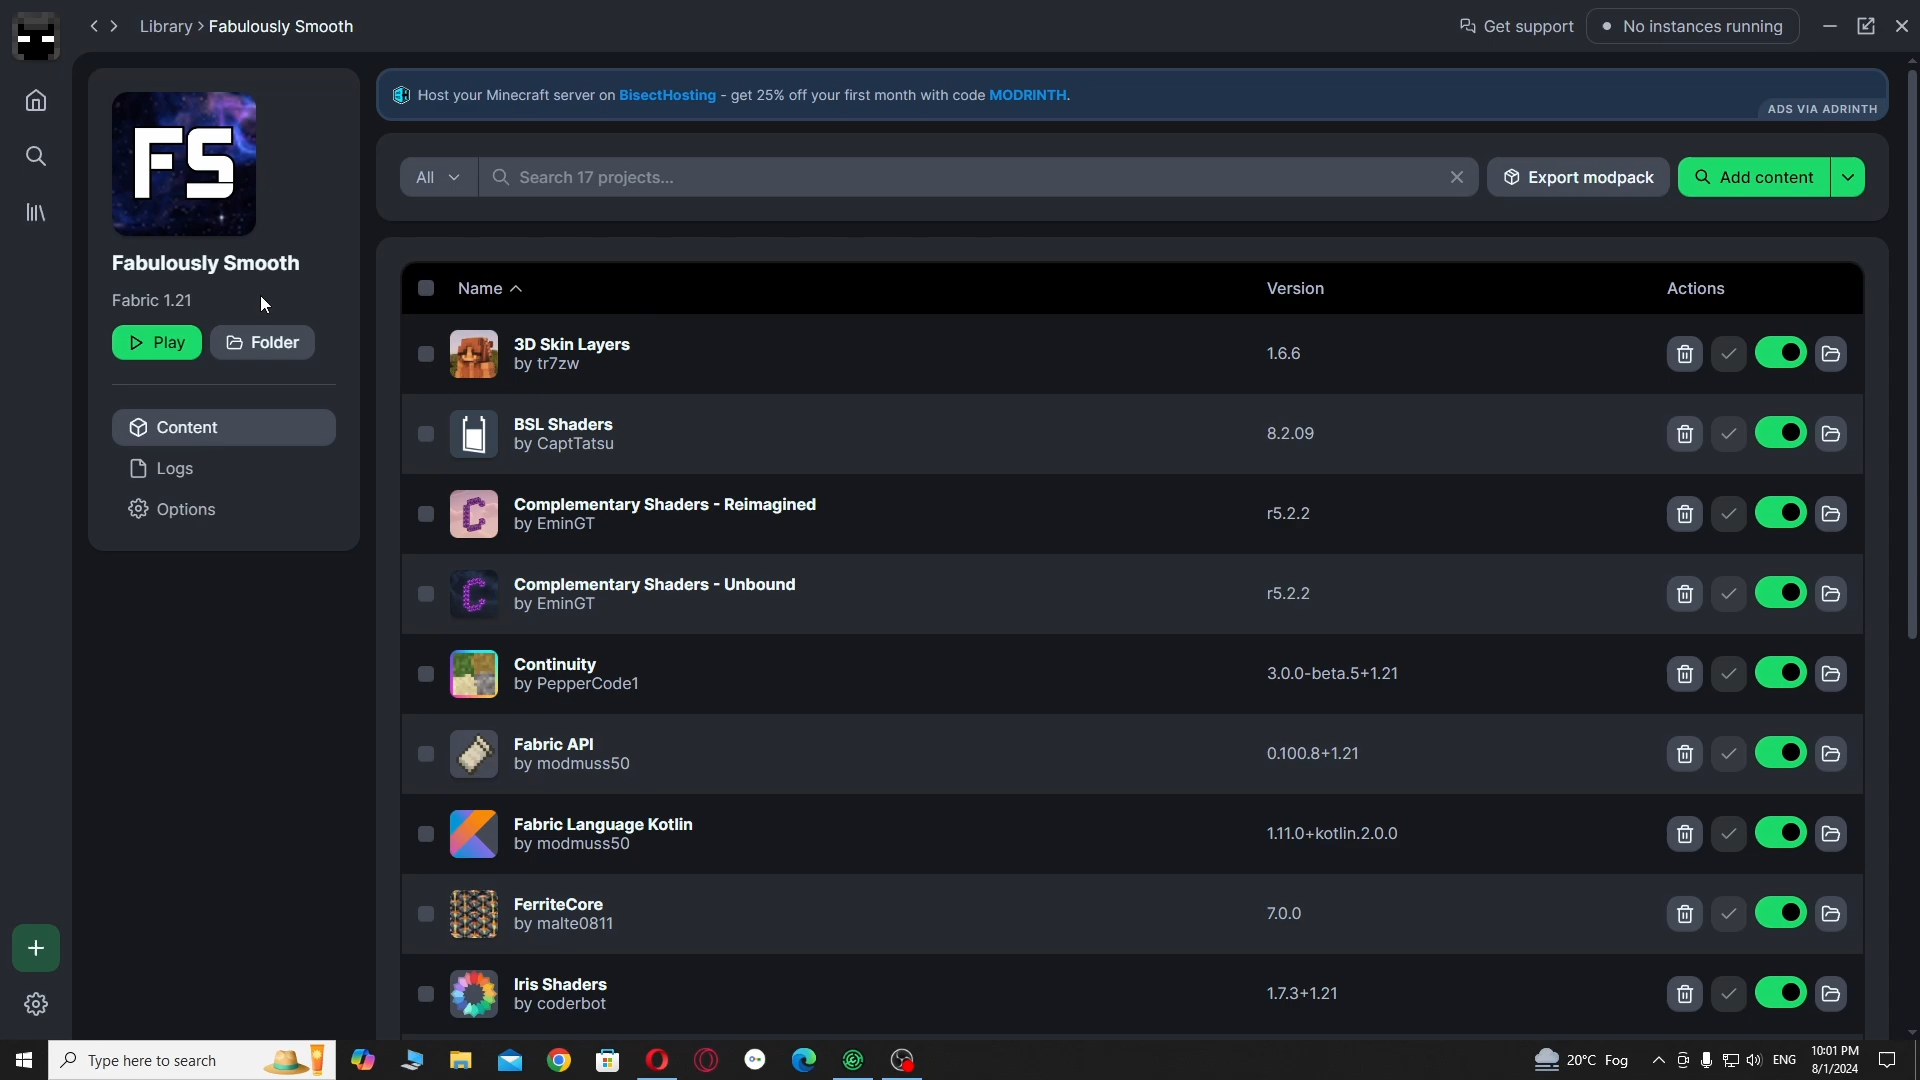 Library > Fabulously Smooth
Get support
No instances running
FS
Fabulously Smooth
Fabric 1.21
Play
Folder
Content
Logs
Options
Host your Minecraft server on BisectHosting - get 25% off your first month with code MODRINTH.
ADS VIA ADRINTH
All
Search 17 projects...
Export modpack
Add content
Name
Version
Actions
3D Skin Layers
by tr7zw
1.6.6
BSL Shaders
by CaptTatsu
8.2.09
Complementary Shaders - Reimagined
by EminGT
r5.2.2
Complementary Shaders - Unbound
by EminGT
r5.2.2
Continuity
by PepperCode1
3.0.0-beta.5+1.21
Fabric API
by modmuss50
0.100.8+1.21
Fabric Language Kotlin
by modmuss50
1.11.0+kotlin.2.0.0
FerriteCore
by malte0811
7.0.0
Iris Shaders
by coderbot
1.7.3+1.21
Type here to search
20°C Fog
ENG
10:01 PM
8/1/2024